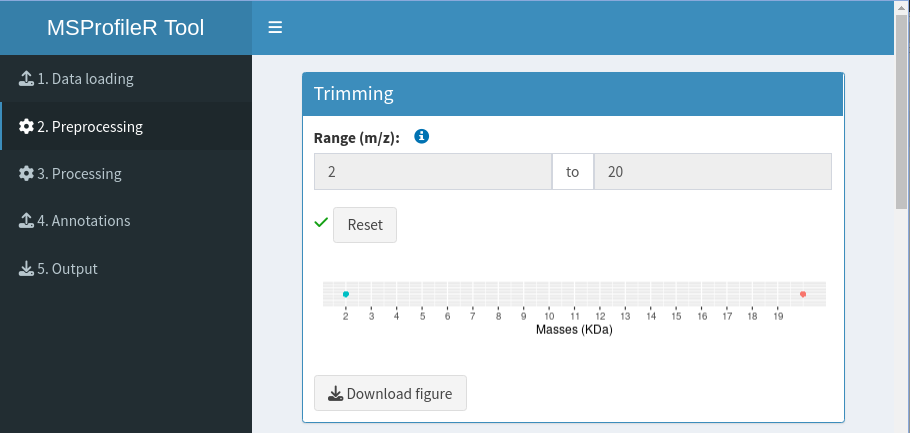 MSProfileR Tool
1. Data loading
2. Preprocessing
3. Processing
4. Annotations
5. Output
Trimming
Range (m/z):
2 to 20
Reset
2 3 4 5 6 7 8 9 10 11 12 13 14 15 16 17 18 19
Masses (KDa)
Download figure